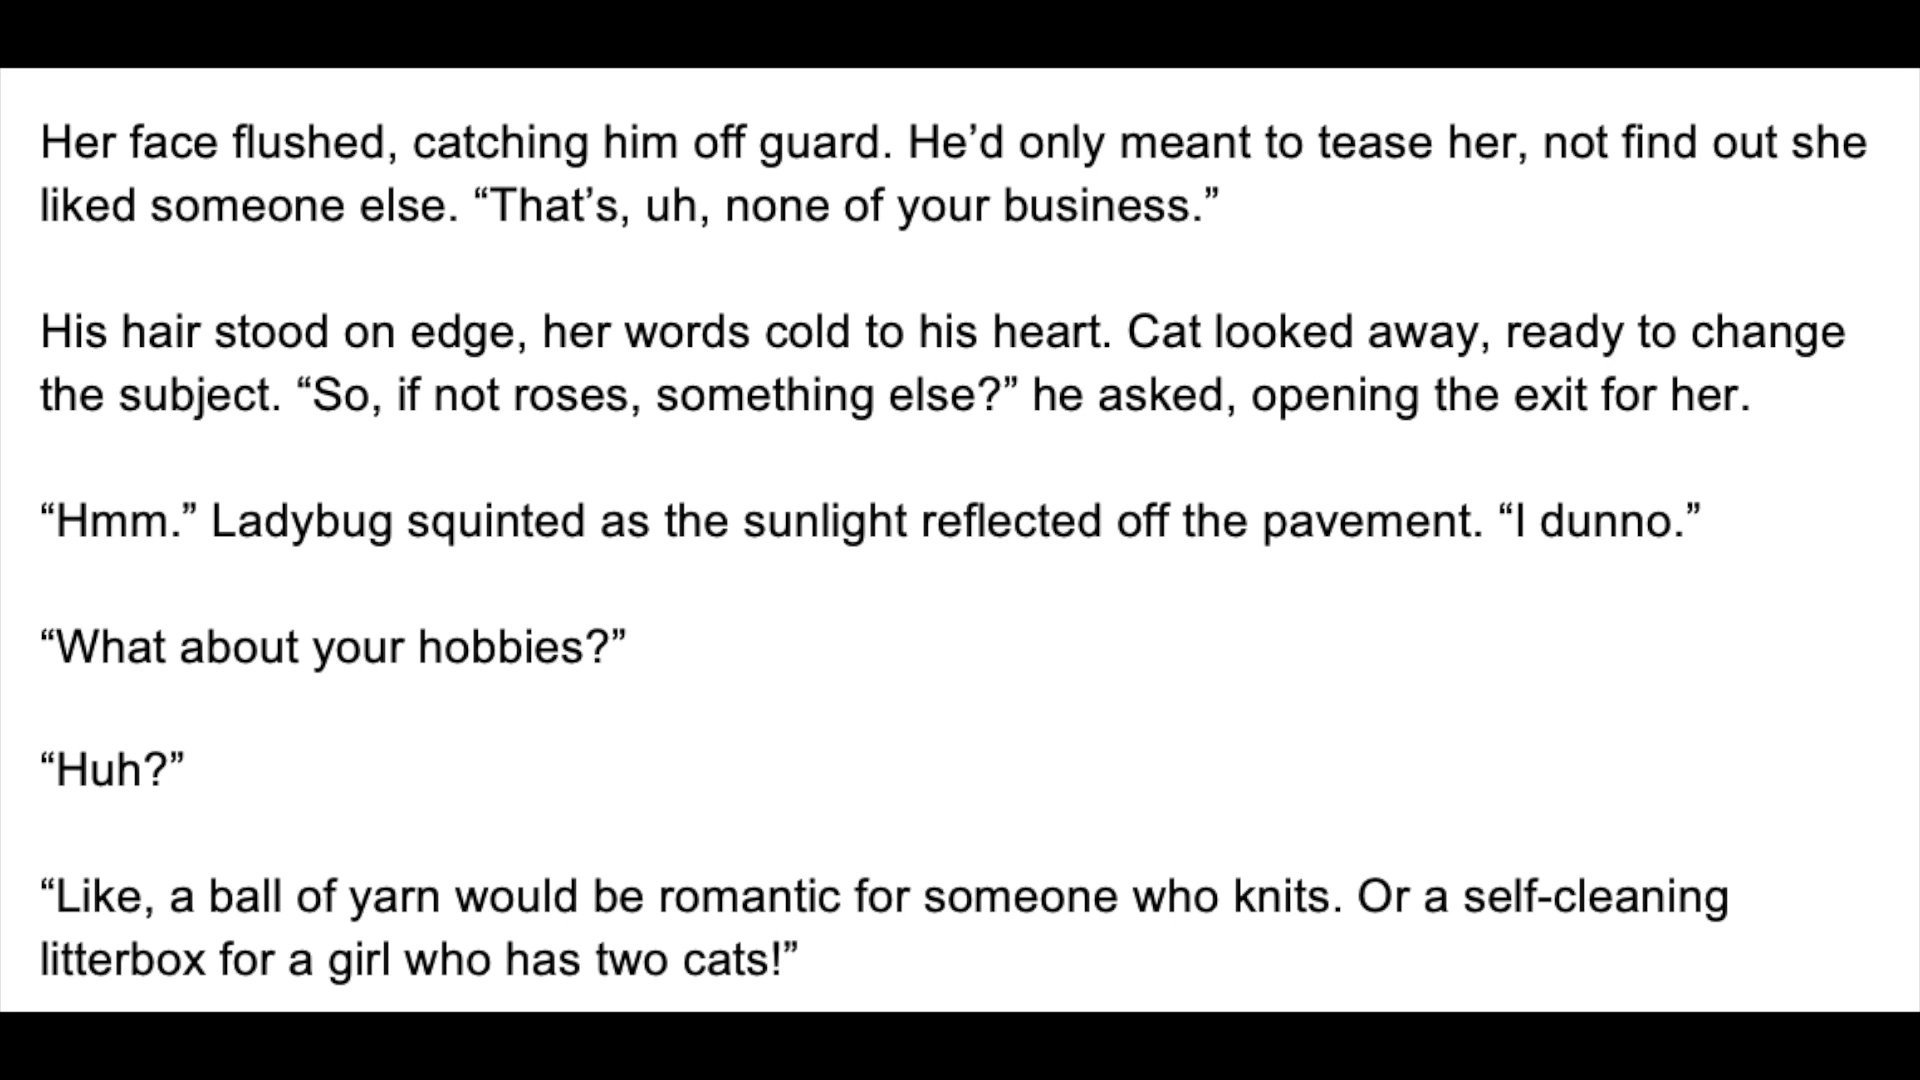 Her face flushed, catching him off guard. He’d only meant to tease her, not find out she
liked someone else. “That’s, uh, none of your business.”
His hair stood on edge, her words cold to his heart. Cat looked away, ready to change
the subject. “So, if not roses, something else?” he asked, opening the exit for her.
“Hmm.” Ladybug squinted as the sunlight reflected off the pavement. “I dunno.”
“What about your hobbies?”
“Huh?”
“Like, a ball of yarn would be romantic for someone who knits. Or a self-cleaning
litterbox for a girl who has two cats!”